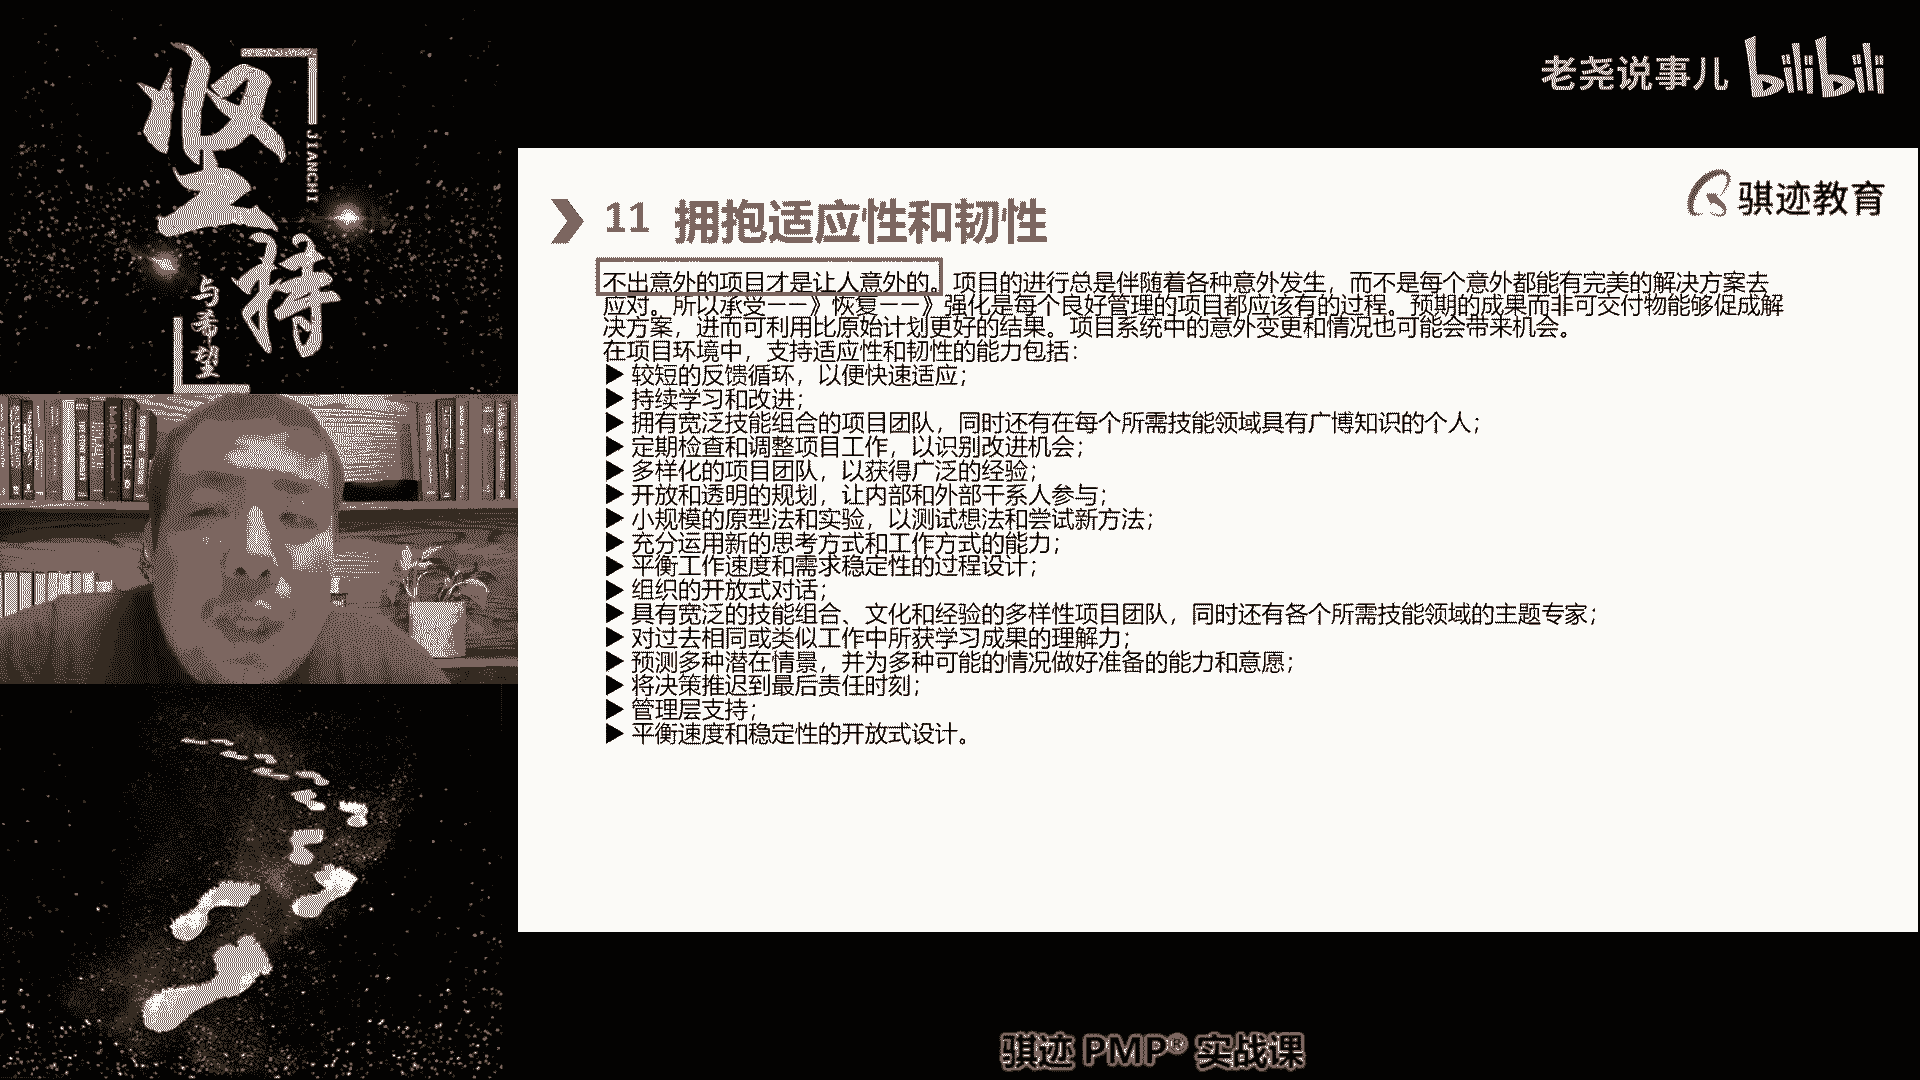 坚持
JIANCHI
与希望
老尧说事儿 bilibili
骐迹教育
11 拥抱适应性和韧性
不出意外的项目才是让人意外的。项目的进行总是伴随着各种意外发生，而不是每个意外都能有完美的解决方案去
应对。所以承受——》恢复——》强化是每个良好管理的项目都应该有的过程。预期的成果而非可交付物能够促成解
决方案，进而可利用比原始计划更好的结果。项目系统中的意外变更和情况也可能会带来机会。
在项目环境中，支持适应性和韧性的能力包括：
▶ 较短的反馈循环，以便快速适应；
▶ 持续学习和改进；
▶ 拥有宽泛技能组合的项目团队，同时还有在每个所需技能领域具有广博知识的个人；
▶ 定期检查和调整项目工作，以识别改进机会；
▶ 多样化的项目团队，以获得广泛的经验；
▶ 开放和透明的规划，让内部和外部干系人参与；
▶ 小规模的原型法和实验，以测试想法和尝试新方法；
▶ 充分运用新的思考方式和工作方式的能力；
▶ 平衡工作速度和需求稳定性的过程设计；
▶ 组织的开放式对话；
▶ 具有宽泛的技能组合、文化和经验的多样性项目团队，同时还有各个所需技能领域的主题专家；
▶ 对过去相同或类似工作中所获学习成果的理解力；
▶ 预测多种潜在情景，并为多种可能的情况做好准备的能力和意愿；
▶ 将决策推迟到最后责任时刻；
▶ 管理层支持；
▶ 平衡速度和稳定性的开放式设计。
骐迹 PMP® 实战课